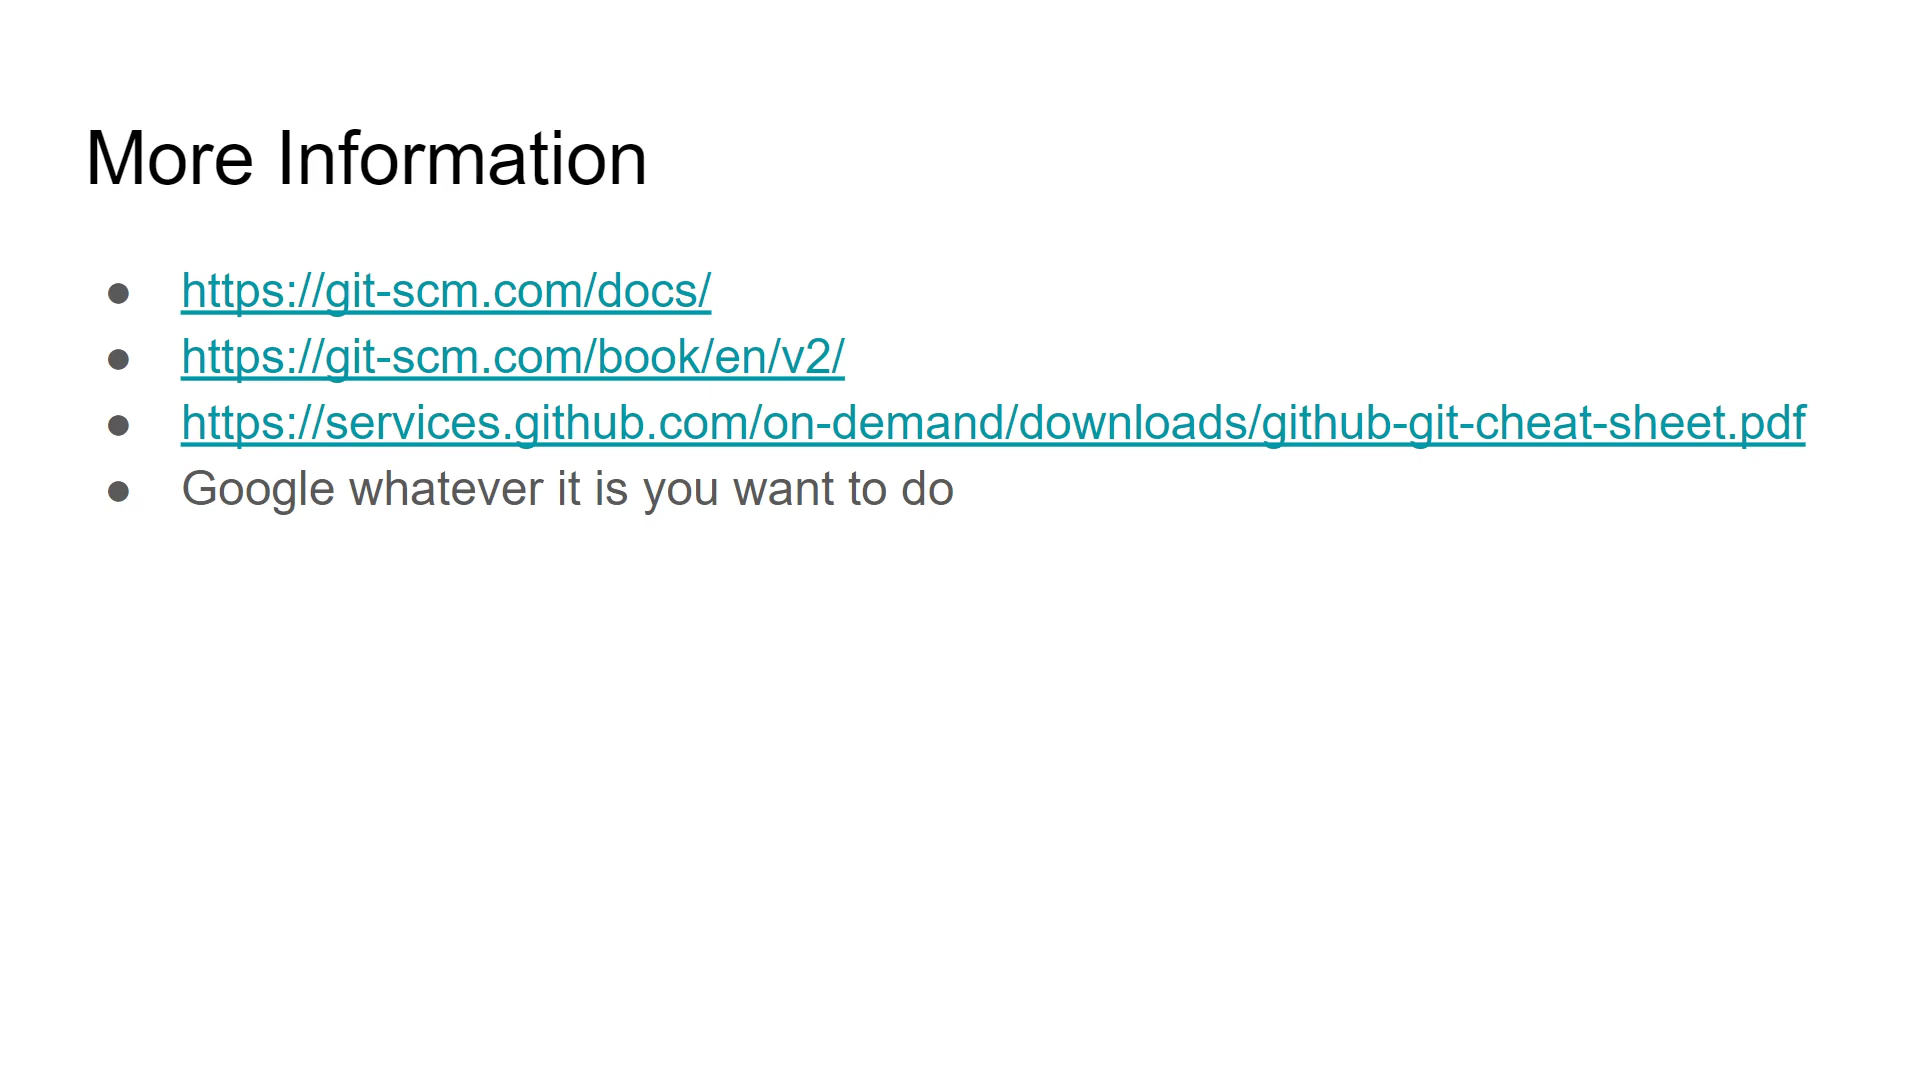 More Information
● https://git-scm.com/docs/
● https://git-scm.com/book/en/v2/
● https://services.github.com/on-demand/downloads/github-git-cheat-sheet.pdf
● Google whatever it is you want to do